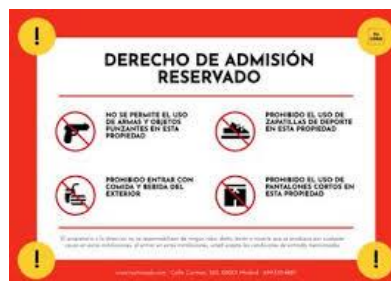 TU LOGO
DERECHO DE ADMISIÓN
RESERVADO
NO SE PERMITE EL USO
DE ARMAS Y OBJETOS
PUNZANTES EN ESTA
PROPIEDAD
PROHIBIDO EL USO DE
ZAPATILLAS DE DEPORTE
EN ESTA PROPIEDAD
PROHIBIDO ENTRAR CON
COMIDA Y BEBIDA DEL
EXTERIOR
PROHIBIDO EL USO DE
PANTALONES CORTOS EN
ESTA PROPIEDAD